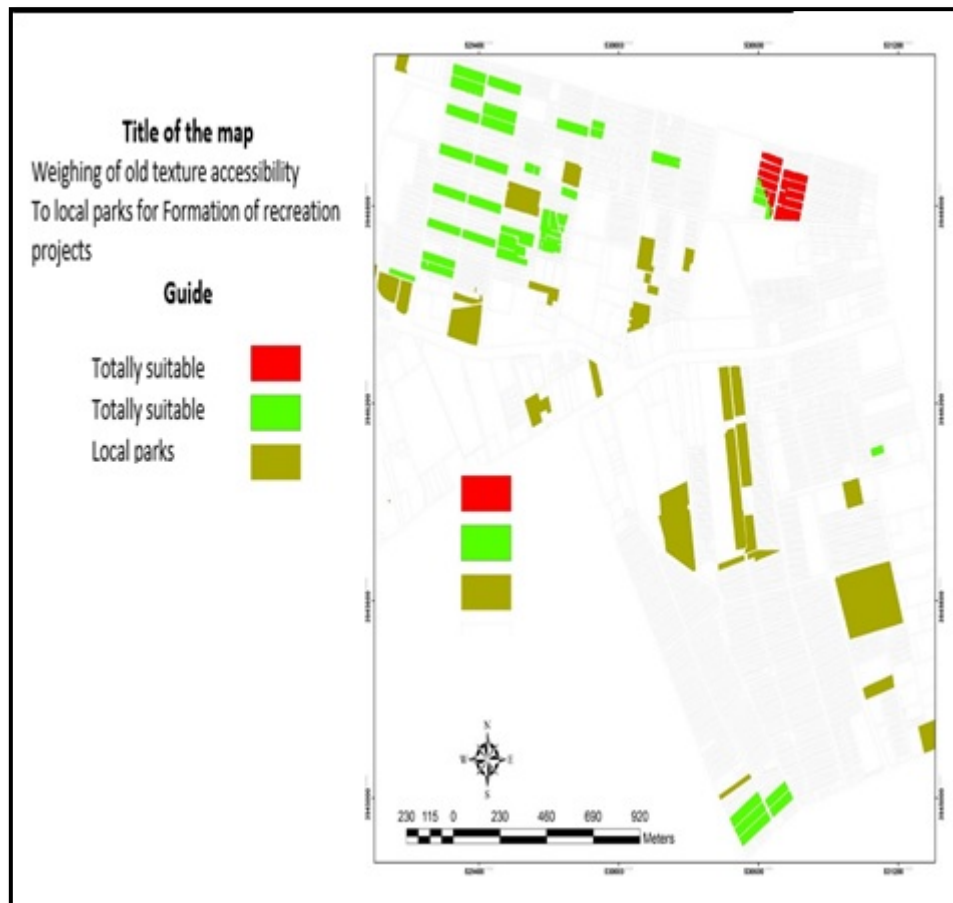 Title of the map
Weighing of old texture accessibility
To local parks for Formation of recreation
projects
Guide
Totally suitable
Totally suitable
Local parks
N
W E
S
230 115 0 230 460 690 920
Meters